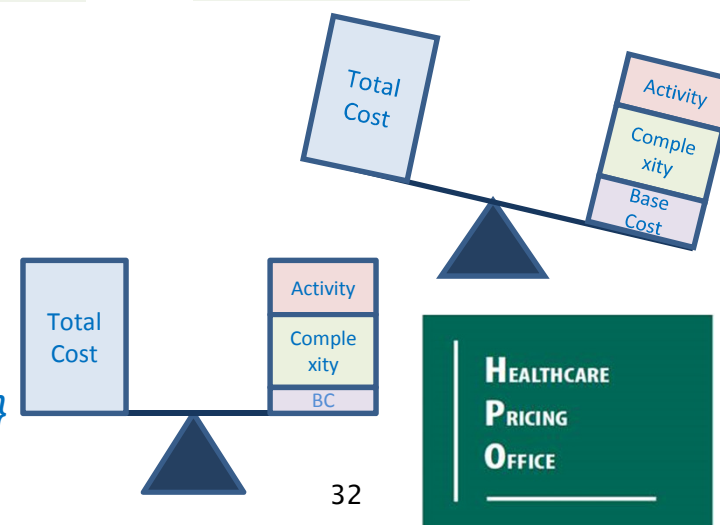 Total
Cost
Activity
Comple
xity
Base
Cost
Total
Cost
Activity
Comple
xity
BC
32
HEALTHCARE
PRICING
OFFICE